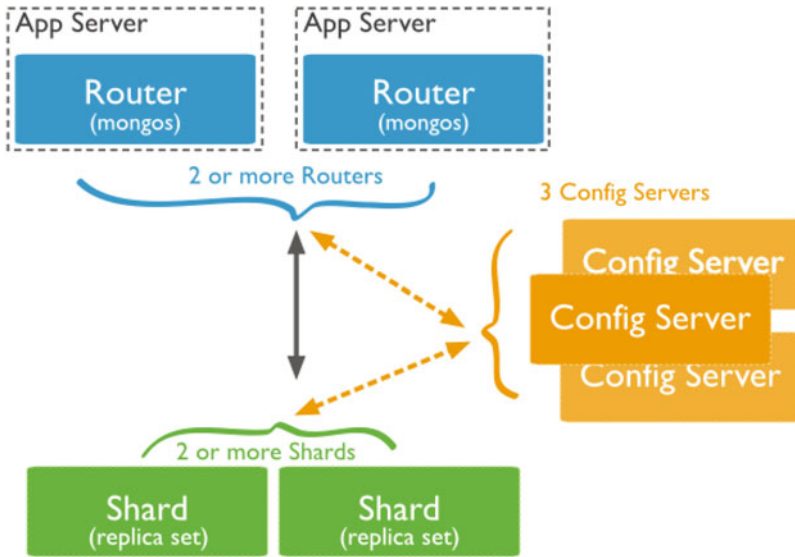 App Server
App Server
Router
(mongos)
Router
(mongos)
2 or more Routers
3 Config Servers
Config Server
Config Server
Config Server
2 or more Shards
Shard
(replica set)
Shard
(replica set)